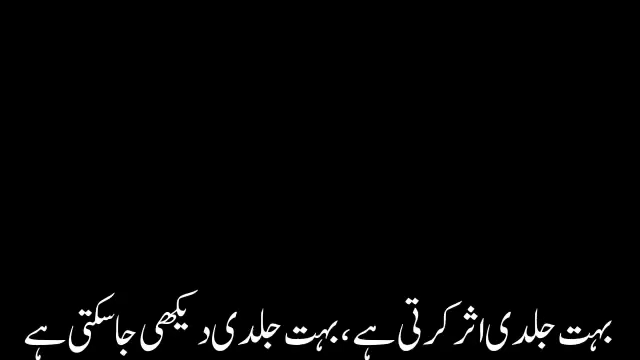 بہت جلدی اثر کرتی ہے، بہت جلدی دیکھی جا سکتی ہے